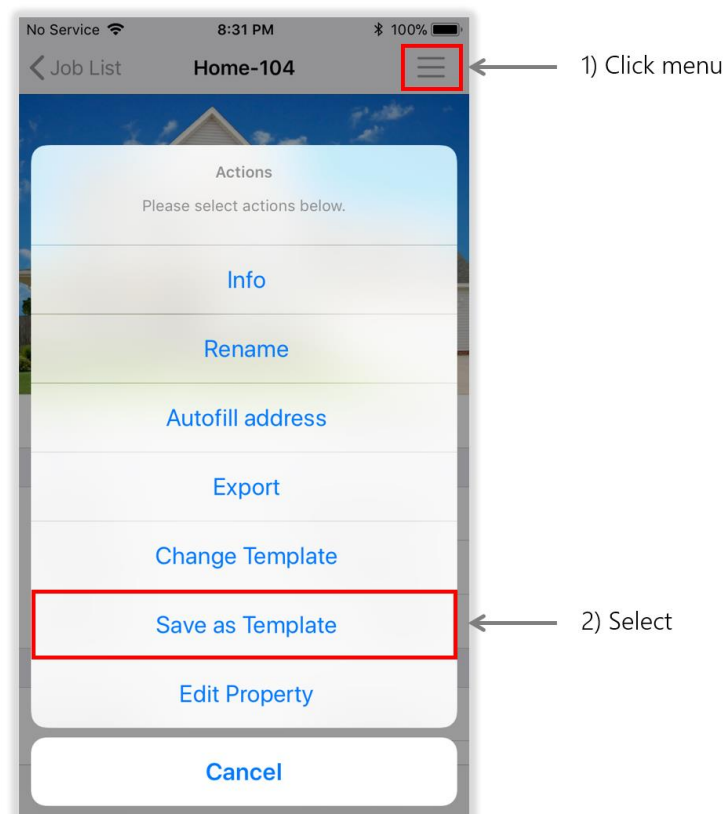 No Service 8:31 PM 100%
Job List Home-104
1) Click menu
Actions
Please select actions below.
Info
Rename
Autofill address
Export
Change Template
Save as Template
2) Select
Edit Property
Cancel